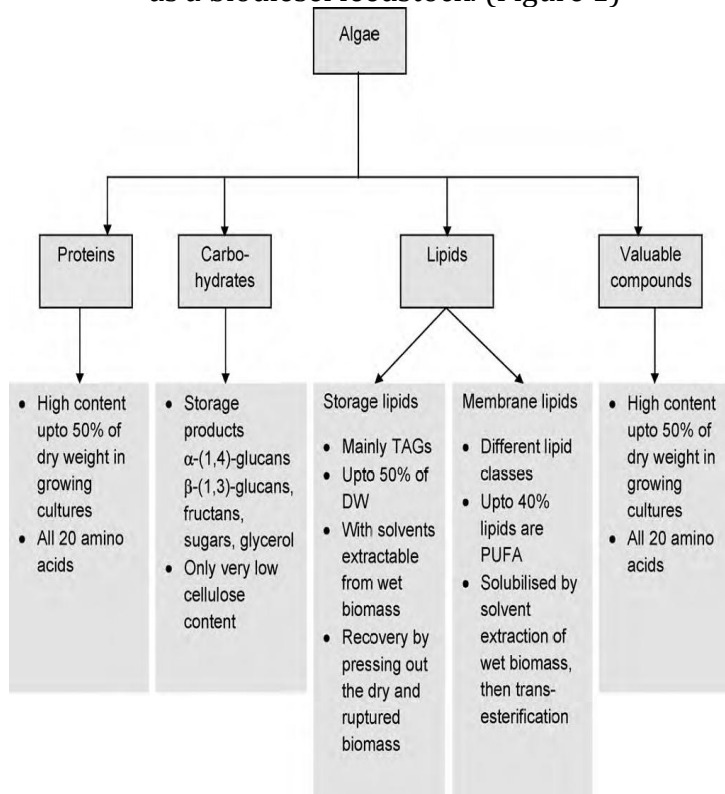 as a biodiesel feedstock. (Figure 1)
Algae
Proteins
Carbo-
hydrates
Lipids
Valuable
compounds
• High content
upto 50% of
dry weight in
growing
cultures
• All 20 amino
acids
• Storage
products
α-(1,4)-glucans
β-(1,3)-glucans,
fructans,
sugars, glycerol
• Only very low
cellulose
content
Storage lipids
• Mainly TAGs
• Upto 50% of
DW
• With solvents
extractable
from wet
biomass
• Recovery by
pressing out
the dry and
ruptured
biomass
Membrane lipids
• Different lipid
classes
• Upto 40%
lipids are
PUFA
• Solubilised by
solvent
extraction of
wet biomass,
then trans-
esterification
• High content
upto 50% of
dry weight in
growing
cultures
• All 20 amino
acids